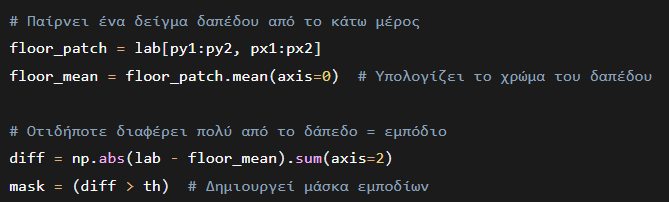 # Παίρνει ένα δείγμα δαπέδου από το κάτω μέρος
floor_patch = lab[py1:py2, px1:px2]
floor_mean = floor_patch.mean(axis=0)  # Υπολογίζει το χρώμα του δαπέδου
# Οτιδήποτε διαφέρει πολύ από το δάπεδο = εμπόδιο
diff = np.abs(lab - floor_mean).sum(axis=2)
mask = (diff > th)  # Δημιουργεί μάσκα εμποδίων